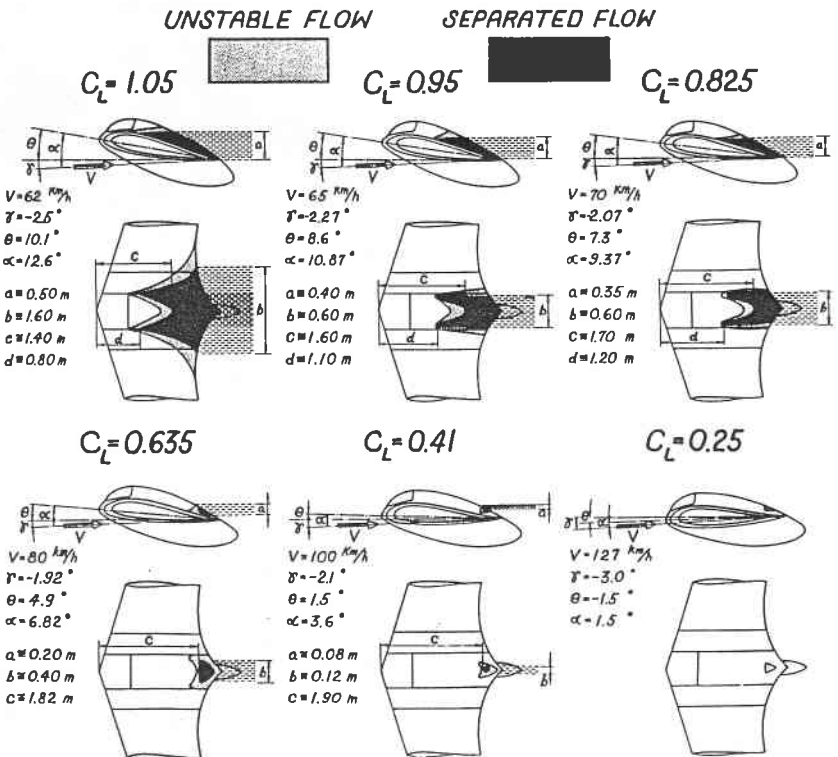 UNSTABLE FLOW SEPARATED FLOW
C_L=1.05
θ
α
γ
V
a
V=62 Km/h
γ=-2.5°
θ=10.1°
α=12.6°
a≅0.50 m
b≅1.60 m
c≅1.40 m
d≅0.80 m
c
d
b
C_L=0.95
θ
α
γ
V
a
V=65 Km/h
γ=-2.27°
θ=8.6°
α=10.87°
a≅0.40 m
b≅0.60 m
c≅1.60 m
d≅1.10 m
c
d
b
C_L=0.825
θ
α
γ
V
a
V=70 Km/h
γ=-2.07°
θ=7.3°
α=9.37°
a≅0.35 m
b≅0.60 m
c≅1.70 m
d≅1.20 m
c
d
b
C_L=0.635
θ
α
γ
V
a
V=80 km/h
γ=-1.92°
θ=4.9°
α=6.82°
a≅0.20 m
b≅0.40 m
c≅1.82 m
c
b
C_L=0.41
θ
α
γ
V
a
V=100 Km/h
γ=-2.1°
θ=1.5°
α=3.6°
a≅0.08 m
b≅0.12 m
c≅1.90 m
c
b
C_L=0.25
θ
α
γ
V
V=127 Km/h
γ=-3.0°
θ=-1.5°
α=1.5°